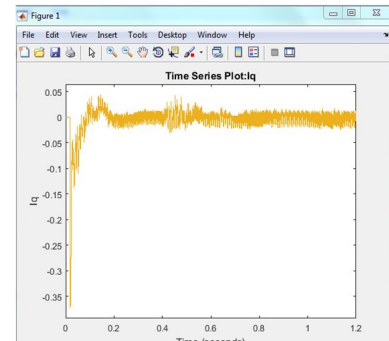 Figure 1
File Edit View Insert Tools Desktop Window Help
Time Series Plot:Iq
0.05
0
-0.05
-0.1
-0.15
-0.2
-0.25
-0.3
-0.35
Iq
0 0.2 0.4 0.6 0.8 1 1.2
Time (seconds)